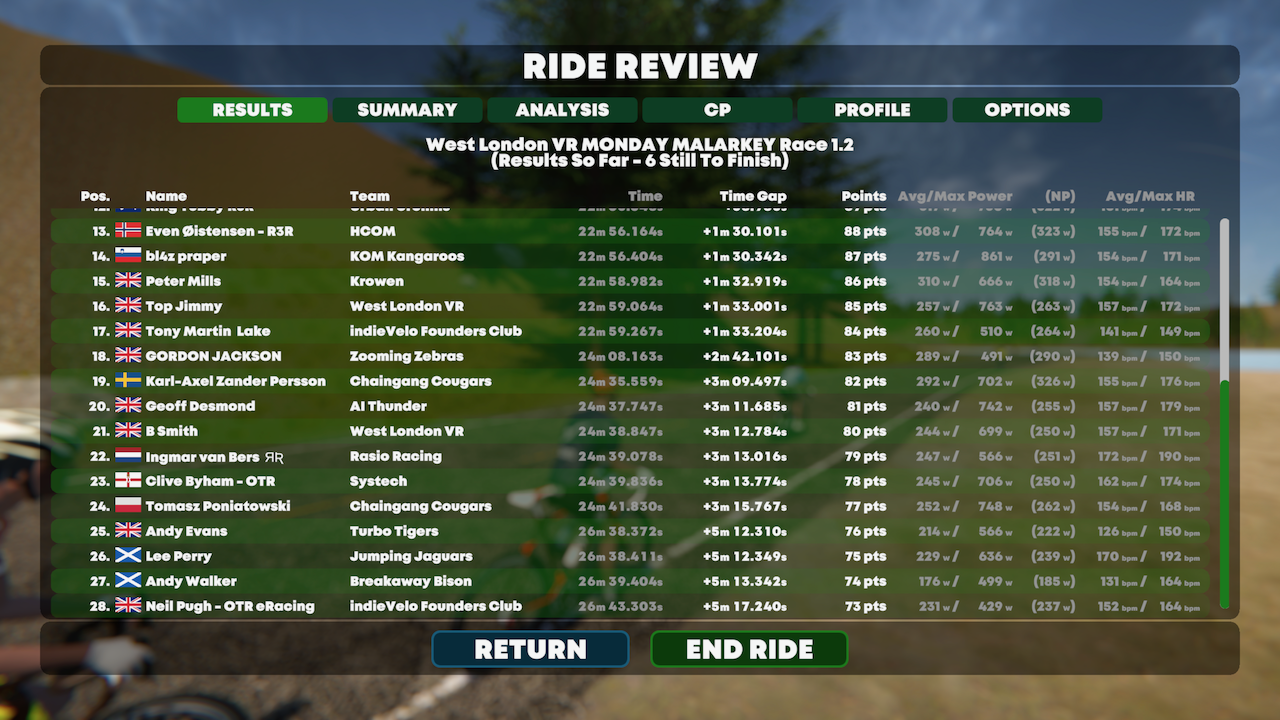 RIDE REVIEW
RESULTS SUMMARY ANALYSIS CP PROFILE OPTIONS
West London VR MONDAY MALARKEY Race 1.2
(Results So Far - 6 Still To Finish)
Pos. Name Team Time Time Gap Points Avg/Max Power (NP) Avg/Max HR
13. Even Øistensen - R3R HCOM 22m 56.164s +1m 30.101s 88 pts 308 w / 764 w (323 w) 155 bpm / 172 bpm
14. bl4z praper KOM Kangaroos 22m 56.404s +1m 30.342s 87 pts 275 w / 861 w (291 w) 154 bpm / 171 bpm
15. Peter Mills Krowen 22m 58.982s +1m 32.919s 86 pts 310 w / 666 w (318 w) 154 bpm / 164 bpm
16. Top Jimmy West London VR 22m 59.064s +1m 33.001s 85 pts 257 w / 763 w (263 w) 157 bpm / 172 bpm
17. Tony Martin Lake indieVelo Founders Club 22m 59.267s +1m 33.204s 84 pts 260 w / 510 w (264 w) 141 bpm / 149 bpm
18. GORDON JACKSON Zooming Zebras 24m 08.163s +2m 42.101s 83 pts 289 w / 491 w (290 w) 139 bpm / 150 bpm
19. Karl-Axel Zander Persson Chaingang Cougars 24m 35.559s +3m 09.497s 82 pts 292 w / 702 w (326 w) 155 bpm / 176 bpm
20. Geoff Desmond AI Thunder 24m 37.747s +3m 11.685s 81 pts 240 w / 742 w (255 w) 157 bpm / 179 bpm
21. B Smith West London VR 24m 38.847s +3m 12.784s 80 pts 244 w / 699 w (250 w) 157 bpm / 171 bpm
22. Ingmar van Bers ЯR Rasio Racing 24m 39.078s +3m 13.016s 79 pts 247 w / 566 w (251 w) 172 bpm / 190 bpm
23. Clive Byham - OTR Systech 24m 39.836s +3m 13.774s 78 pts 245 w / 706 w (250 w) 162 bpm / 174 bpm
24. Tomasz Poniatowski Chaingang Cougars 24m 41.830s +3m 15.767s 77 pts 252 w / 748 w (262 w) 154 bpm / 168 bpm
25. Andy Evans Turbo Tigers 26m 38.372s +5m 12.310s 76 pts 214 w / 566 w (222 w) 126 bpm / 150 bpm
26. Lee Perry Jumping Jaguars 26m 38.411s +5m 12.349s 75 pts 229 w / 636 w (239 w) 170 bpm / 192 bpm
27. Andy Walker Breakaway Bison 26m 39.404s +5m 13.342s 74 pts 176 w / 499 w (185 w) 131 bpm / 164 bpm
28. Neil Pugh - OTR eRacing indieVelo Founders Club 26m 43.303s +5m 17.240s 73 pts 231 w / 429 w (237 w) 152 bpm / 164 bpm
RETURN END RIDE